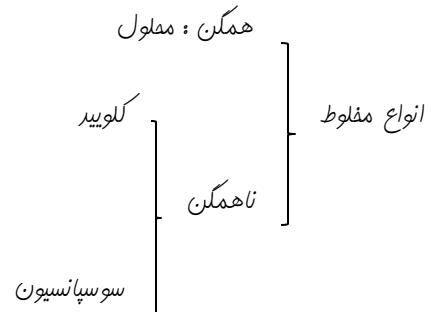 همگن : محلول
انواع مخلوط
کلویید
ناهمگن
سوسپانسیون